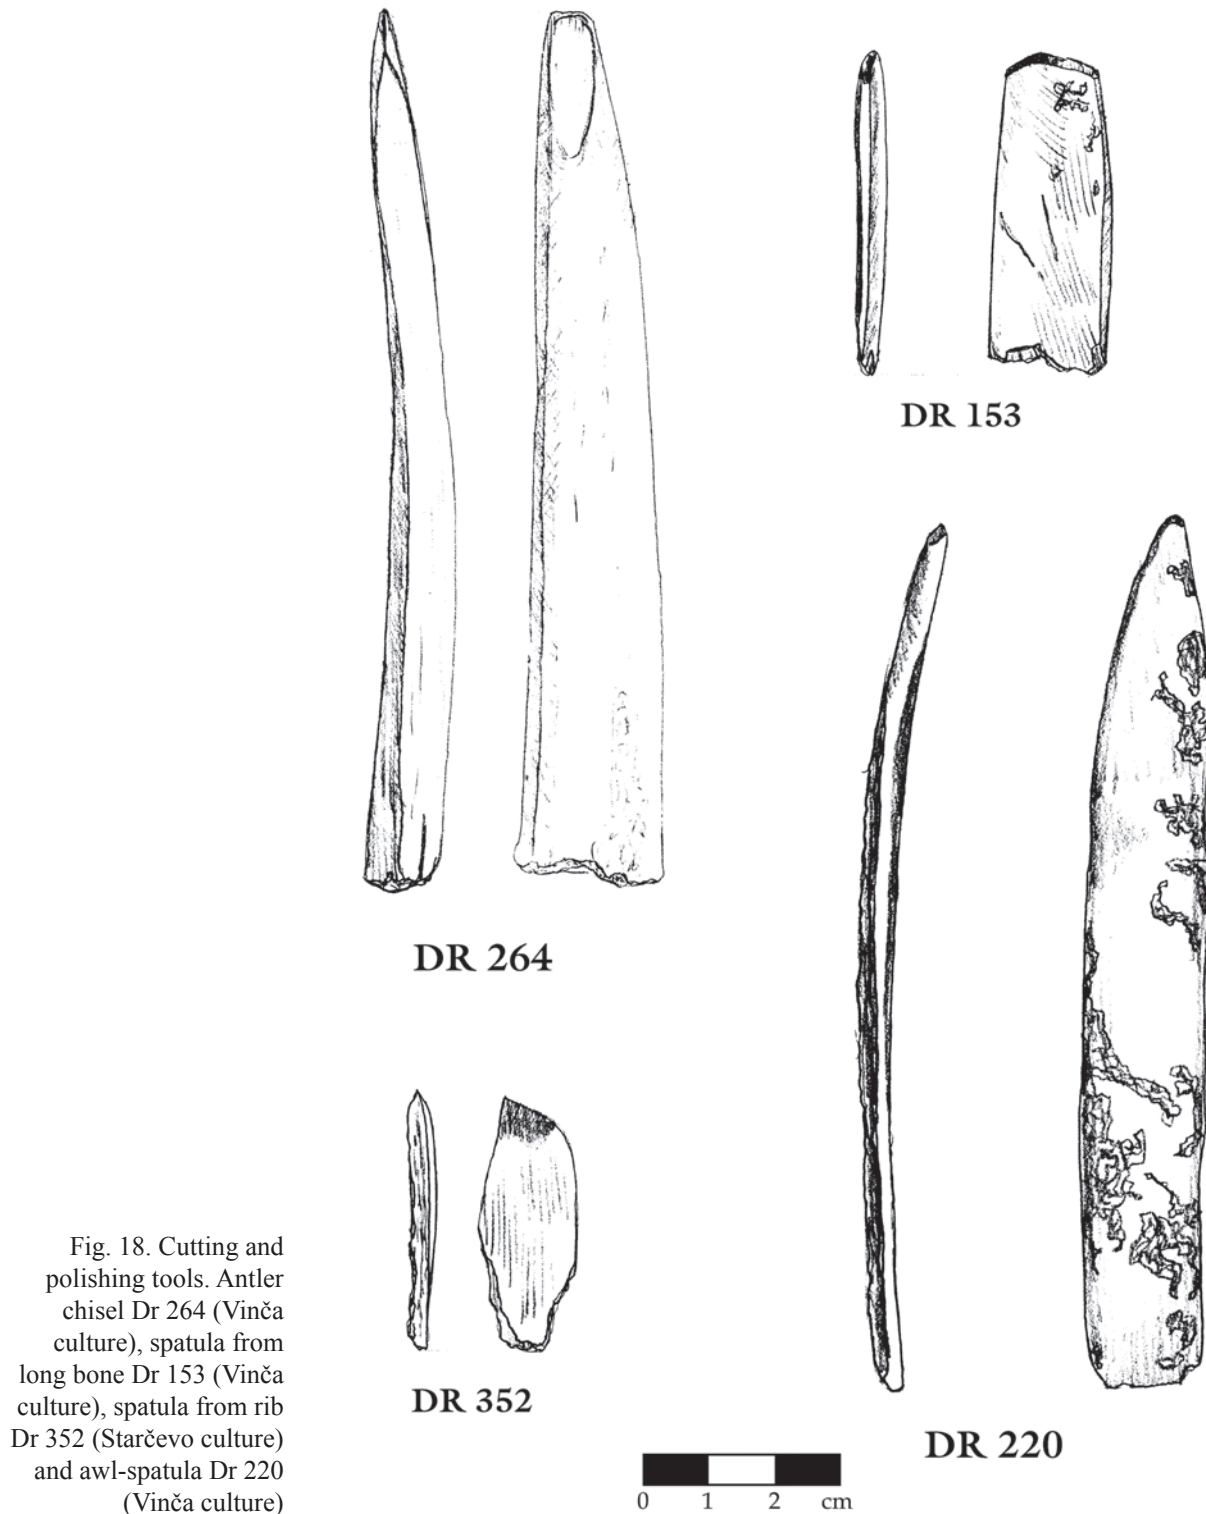 DR 153
DR 264
DR 352
DR 220
0 1 2 cm
Fig. 18. Cutting and
polishing tools. Antler
chisel Dr 264 (Vinča
culture), spatula from
long bone Dr 153 (Vinča
culture), spatula from rib
Dr 352 (Starčevo culture)
and awl-spatula Dr 220
(Vinča culture)